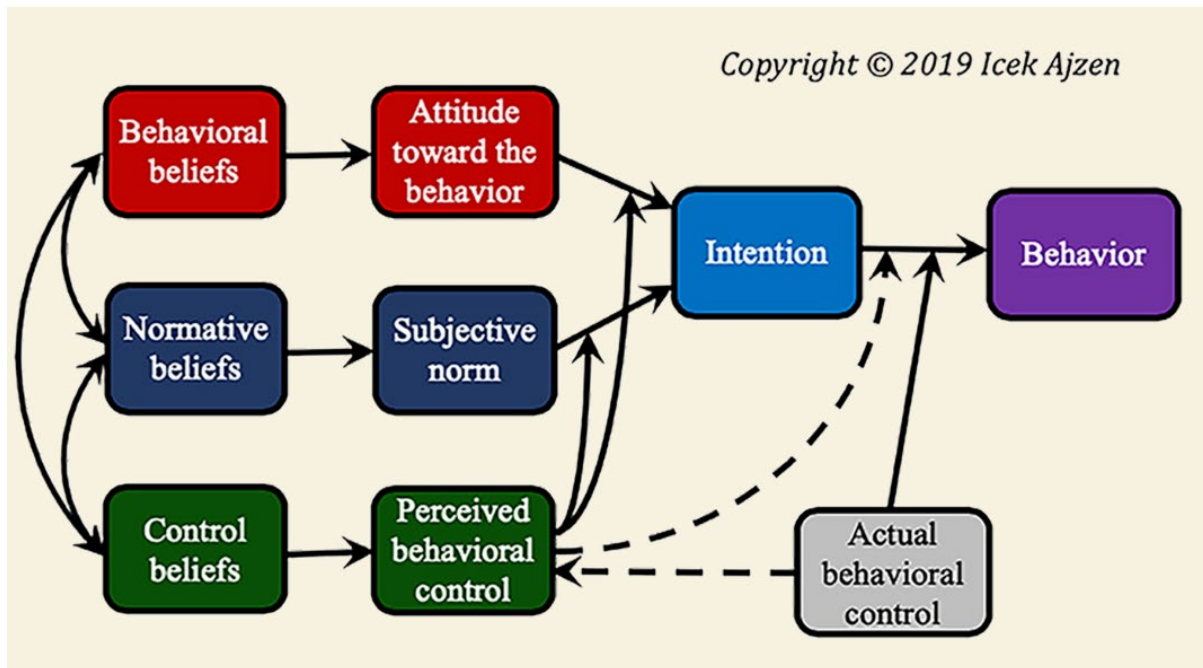 Copyright © 2019 Icek Ajzen
Behavioral
beliefs
Attitude
toward the
behavior
Intention
Behavior
Normative
beliefs
Subjective
norm
Control
beliefs
Perceived
behavioral
control
Actual
behavioral
control